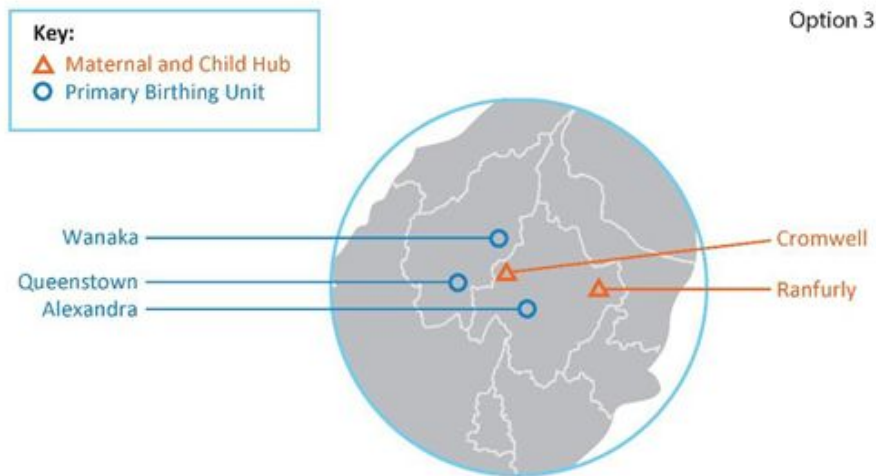 Option 3
Key:
Maternal and Child Hub
Primary Birthing Unit
Wanaka
Queenstown
Alexandra
Cromwell
Ranfurly